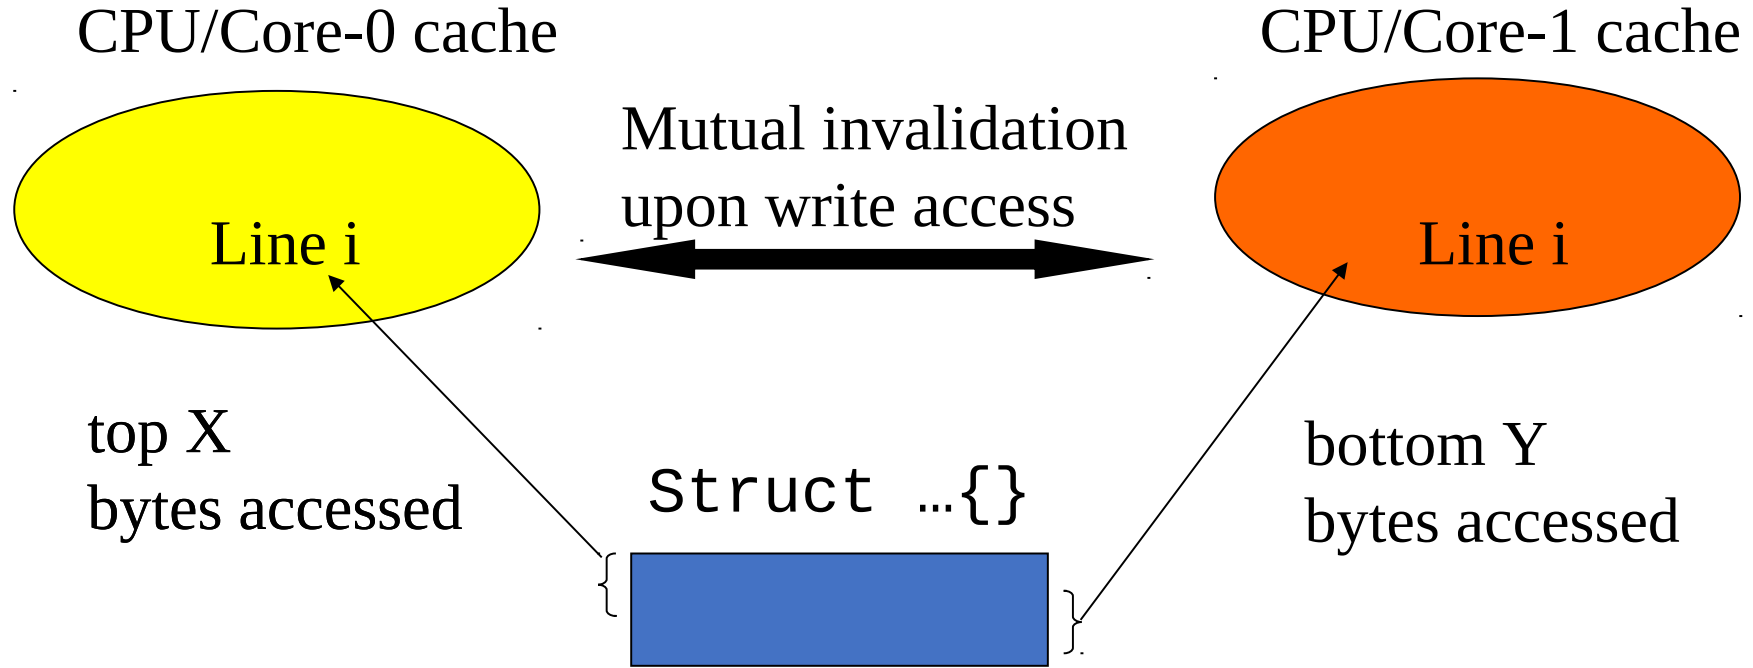 CPU/Core-0 cache
CPU/Core-1 cache
Mutual invalidation
upon write access
Line i
Line i
top X
bytes accessed
bottom Y
bytes accessed
Struct …{}